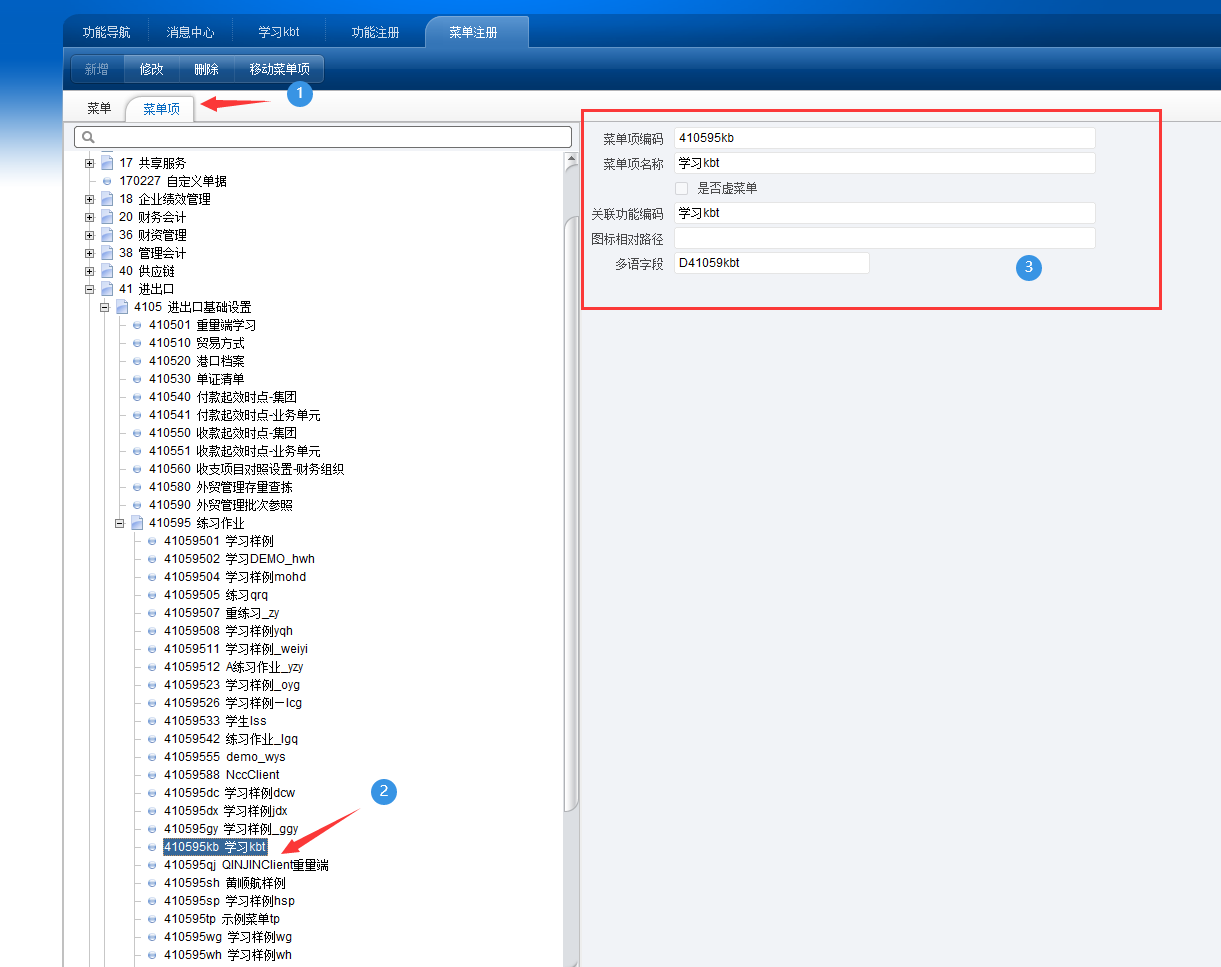 功能导航 消息中心 学习kbt 功能注册 菜单注册
新增 修改 删除 移动菜单项
1
菜单 菜单项
17 共享服务
170227 自定义单据
18 企业绩效管理
20 财务会计
36 财资管理
38 管理会计
40 供应链
41 进出口
4105 进出口基础设置
410501 重量端学习
410510 贸易方式
410520 港口档案
410530 单证清单
410540 付款起效时点-集团
410541 付款起效时点-业务单元
410550 收款起效时点-集团
410551 收款起效时点-业务单元
410560 收支项目对照设置-财务组织
410580 外贸管理存量查拣
410590 外贸管理批次参照
410595 练习作业
41059501 学习样例
41059502 学习DEMO_hwh
41059504 学习样例mohd
41059505 练习qrq
41059507 重练习_zy
41059508 学习样例yqh
41059511 学习样例_weiyi
41059512 A练习作业_yzy
41059523 学习样例_oyg
41059526 学习样例一lcg
41059533 学生lss
41059542 练习作业_lgq
41059555 demo_wys
41059588 NccClient
2
410595dc 学习样例dcw
410595dx 学习样例jdx
410595gy 学习样例_ggy
410595kb 学习kbt
410595qj QINJINClient重量端
410595sh 黄顺航样例
410595sp 学习样例hsp
410595tp 示例菜单tp
410595wg 学习样例wg
410595wh 学习样例wh
菜单项编码 410595kb
菜单项名称 学习kbt
是否虚菜单
关联功能编码 学习kbt
图标相对路径
多语字段 D41059kbt
3